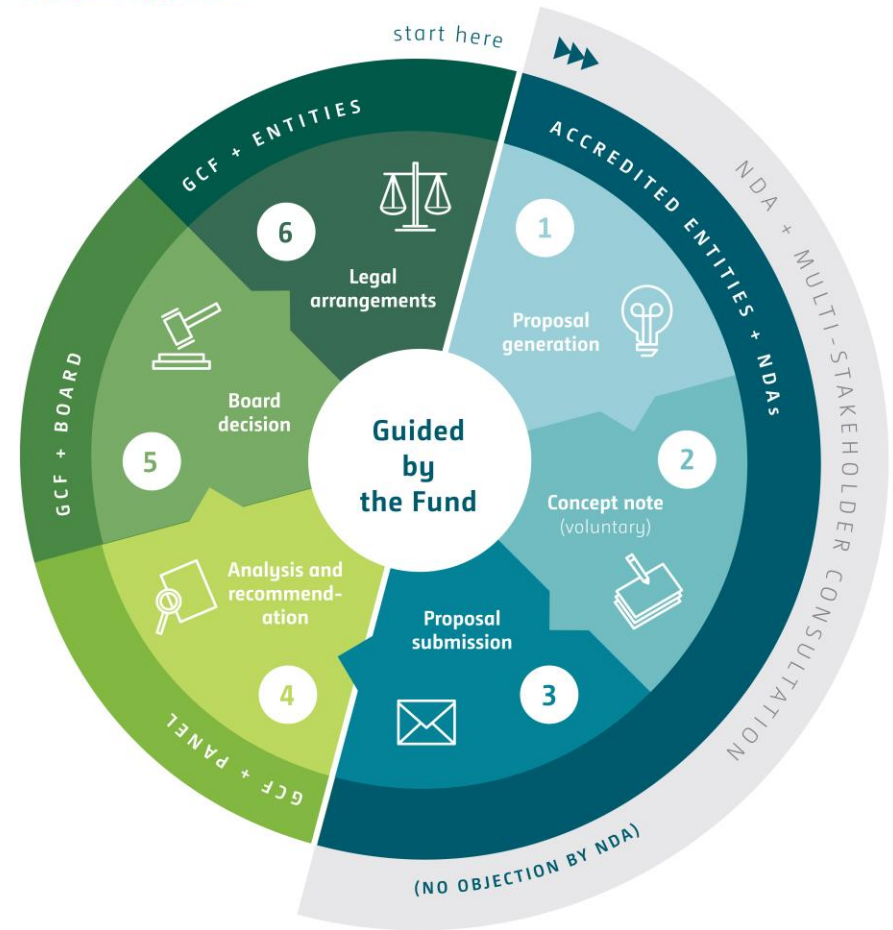 start here
NDA + MULTI-STAKEHOLDER CONSULTATION
(NO OBJECTION BY NDA)
ACCREDITED ENTITIES + NDAs
1
Proposal
generation
2
Concept note
(voluntary)
3
Proposal
submission
GCF + PANEL
4
Analysis and
recommend-
ation
GCF + BOARD
5
Board
decision
GCF + ENTITIES
6
Legal
arrangements
Guided
by
the Fund